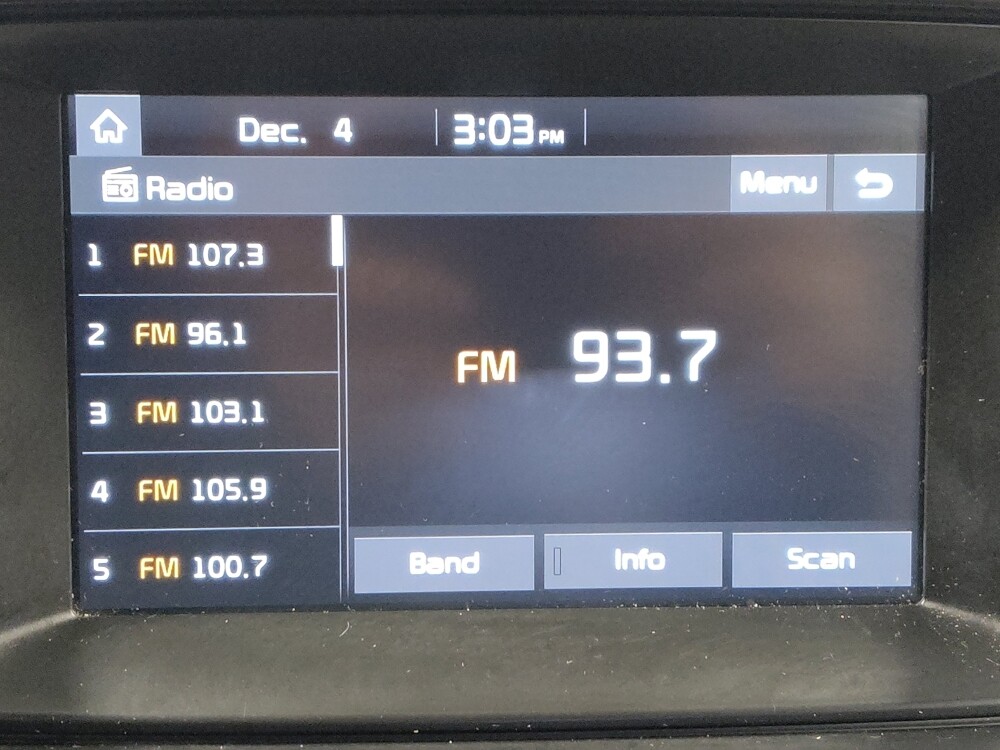 Dec. 4 3:03 PM
Radio Menu
1 FM 107.3
2 FM 96.1
3 FM 103.1
4 FM 105.9
5 FM 100.7
FM 93.7
Band Info Scan